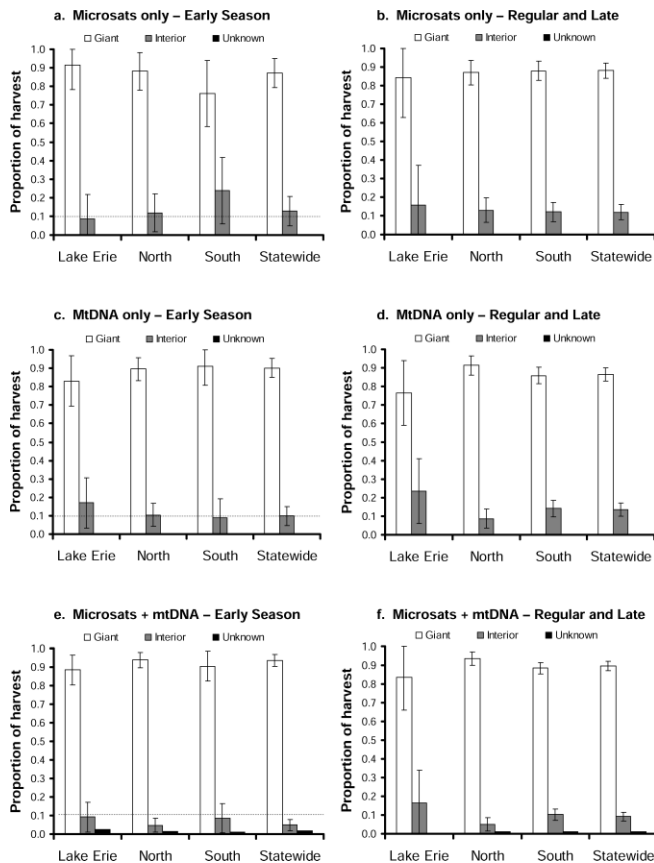 a. Microsats only – Early Season
Giant Interior Unknown
Proportion of harvest
1.0
0.9
0.8
0.7
0.6
0.5
0.4
0.3
0.2
0.1
0.0
Lake Erie North South Statewide
b. Microsats only – Regular and Late
Giant Interior Unknown
Proportion of harvest
1.0
0.9
0.8
0.7
0.6
0.5
0.4
0.3
0.2
0.1
0.0
Lake Erie North South Statewide
c. MtDNA only – Early Season
Giant Interior Unknown
Proportion of harvest
1.0
0.9
0.8
0.7
0.6
0.5
0.4
0.3
0.2
0.1
0.0
Lake Erie North South Statewide
d. MtDNA only – Regular and Late
Giant Interior Unknown
Proportion of harvest
1.0
0.9
0.8
0.7
0.6
0.5
0.4
0.3
0.2
0.1
0.0
Lake Erie North South Statewide
e. Microsats + mtDNA – Early Season
Giant Interior Unknown
Proportion of harvest
1.0
0.9
0.8
0.7
0.6
0.5
0.4
0.3
0.2
0.1
0.0
Lake Erie North South Statewide
f. Microsats + mtDNA – Regular and Late
Giant Interior Unknown
Proportion of harvest
1.0
0.9
0.8
0.7
0.6
0.5
0.4
0.3
0.2
0.1
0.0
Lake Erie North South Statewide